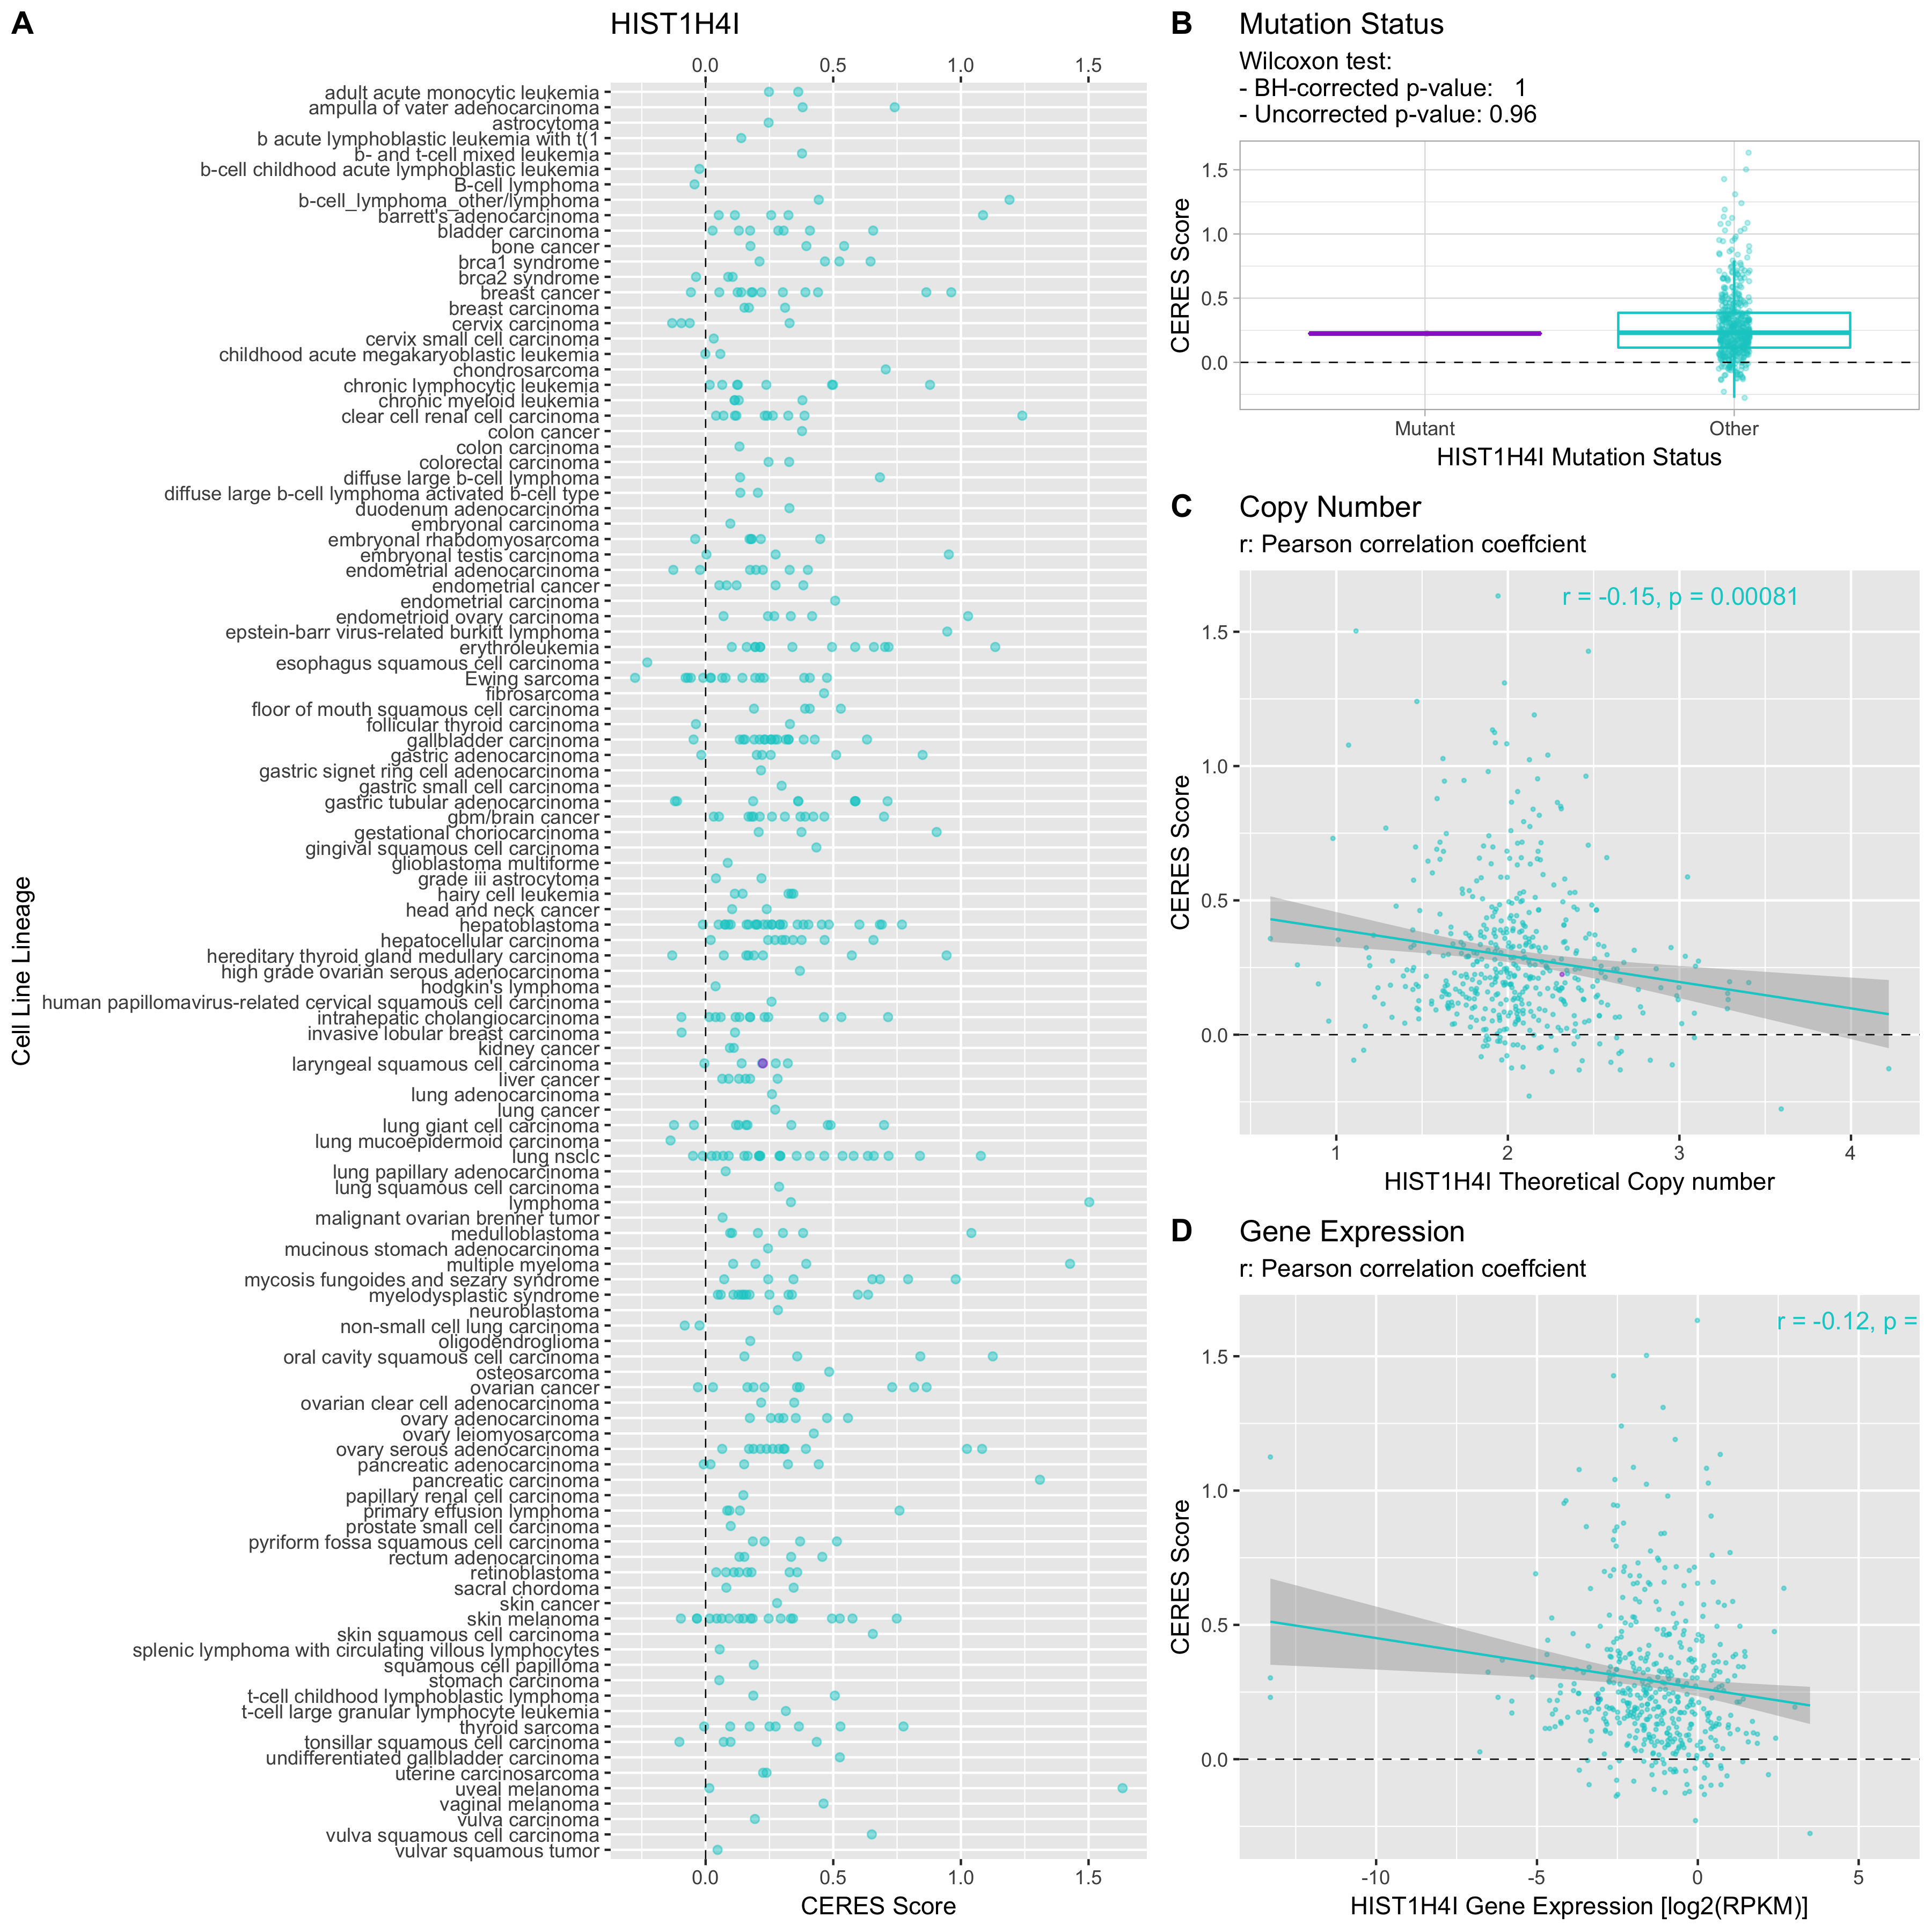 A
HIST1H4I
0.0 0.5 1.0 1.5
Cell Line Lineage
adult acute monocytic leukemia
ampulla of vater adenocarcinoma
astrocytoma
b acute lymphoblastic leukemia with t(1
b- and t-cell mixed leukemia
b-cell childhood acute lymphoblastic leukemia
B-cell lymphoma
b-cell_lymphoma_other/lymphoma
barrett's adenocarcinoma
bladder carcinoma
bone cancer
brca1 syndrome
brca2 syndrome
breast cancer
breast carcinoma
cervix carcinoma
cervix small cell carcinoma
childhood acute megakaryoblastic leukemia
chondrosarcoma
chronic lymphocytic leukemia
chronic myeloid leukemia
clear cell renal cell carcinoma
colon cancer
colon carcinoma
colorectal carcinoma
diffuse large b-cell lymphoma
diffuse large b-cell lymphoma activated b-cell type
duodenum adenocarcinoma
embryonal carcinoma
embryonal rhabdomyosarcoma
embryonal testis carcinoma
endometrial adenocarcinoma
endometrial cancer
endometrial carcinoma
endometrioid ovary carcinoma
epstein-barr virus-related burkitt lymphoma
erythroleukemia
esophagus squamous cell carcinoma
Ewing sarcoma
fibrosarcoma
floor of mouth squamous cell carcinoma
follicular thyroid carcinoma
gallbladder carcinoma
gastric adenocarcinoma
gastric signet ring cell adenocarcinoma
gastric small cell carcinoma
gastric tubular adenocarcinoma
gbm/brain cancer
gestational choriocarcinoma
gingival squamous cell carcinoma
glioblastoma multiforme
grade iii astrocytoma
hairy cell leukemia
head and neck cancer
hepatoblastoma
hepatocellular carcinoma
hereditary thyroid gland medullary carcinoma
high grade ovarian serous adenocarcinoma
hodgkin's lymphoma
human papillomavirus-related cervical squamous cell carcinoma
intrahepatic cholangiocarcinoma
invasive lobular breast carcinoma
kidney cancer
laryngeal squamous cell carcinoma
liver cancer
lung adenocarcinoma
lung cancer
lung giant cell carcinoma
lung mucoepidermoid carcinoma
lung nsclc
lung papillary adenocarcinoma
lung squamous cell carcinoma
lymphoma
malignant ovarian brenner tumor
medulloblastoma
mucinous stomach adenocarcinoma
multiple myeloma
mycosis fungoides and sezary syndrome
myelodysplastic syndrome
neuroblastoma
non-small cell lung carcinoma
oligodendroglioma
oral cavity squamous cell carcinoma
osteosarcoma
ovarian cancer
ovarian clear cell adenocarcinoma
ovary adenocarcinoma
ovary leiomyosarcoma
ovary serous adenocarcinoma
pancreatic adenocarcinoma
pancreatic carcinoma
papillary renal cell carcinoma
primary effusion lymphoma
prostate small cell carcinoma
pyriform fossa squamous cell carcinoma
rectum adenocarcinoma
retinoblastoma
sacral chordoma
skin cancer
skin melanoma
skin squamous cell carcinoma
splenic lymphoma with circulating villous lymphocytes
squamous cell papilloma
stomach carcinoma
t-cell childhood lymphoblastic lymphoma
t-cell large granular lymphocyte leukemia
thyroid sarcoma
tonsillar squamous cell carcinoma
undifferentiated gallbladder carcinoma
uterine carcinosarcoma
uveal melanoma
vaginal melanoma
vulva carcinoma
vulva squamous cell carcinoma
vulvar squamous tumor
0.0 0.5 1.0 1.5
CERES Score
B
Mutation Status
Wilcoxon test:
- BH-corrected p-value: 1
- Uncorrected p-value: 0.96
CERES Score
1.5
1.0
0.5
0.0
Mutant Other
HIST1H4I Mutation Status
C
Copy Number
r: Pearson correlation coeffcient
r = -0.15, p = 0.00081
CERES Score
1.5
1.0
0.5
0.0
1 2 3 4
HIST1H4I Theoretical Copy number
D
Gene Expression
r: Pearson correlation coeffcient
r = -0.12, p =
CERES Score
1.5
1.0
0.5
0.0
-10 -5 0 5
HIST1H4I Gene Expression [log2(RPKM)]